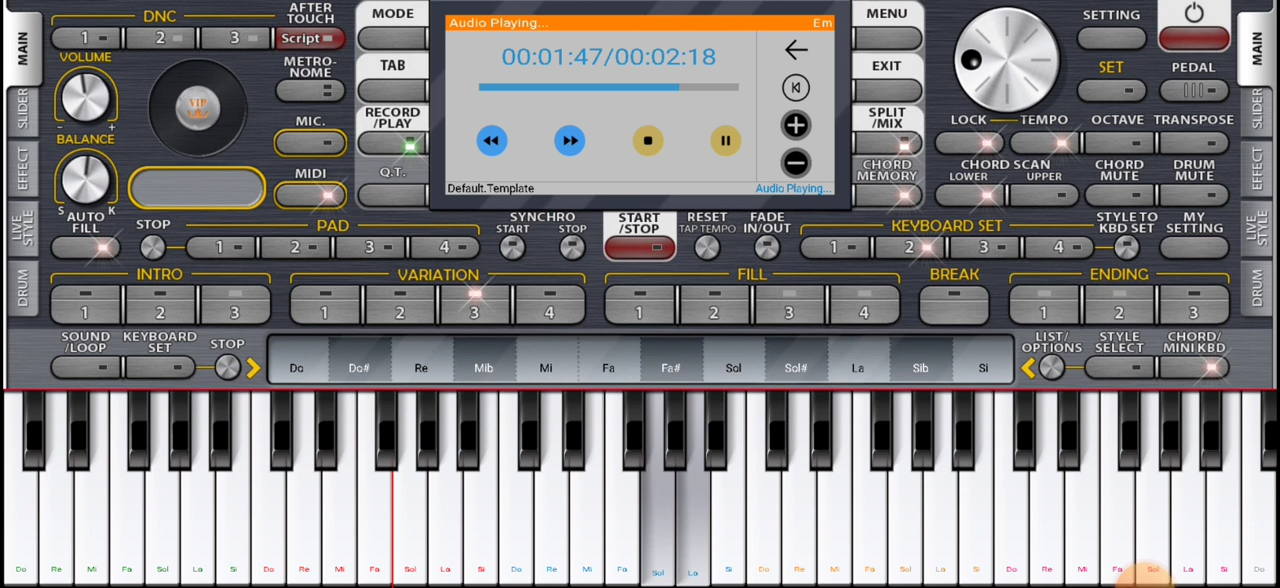 MAIN
SLIDER
EFFECT
LIVE STYLE
DRUM
DNC
1 2 3
AFTER TOUCH
Script
VOLUME
- +
BALANCE
S K
VIP
METRO-
NOME
MIC.
MIDI
MODE
TAB
RECORD
/PLAY
Q.T.
Audio Playing... Em
00:01:47/00:02:18
Default.Template Audio Playing...
MENU
EXIT
SPLIT
/MIX
CHORD
MEMORY
SETTING
SET
PEDAL
LOCK TEMPO OCTAVE TRANSPOSE
CHORD SCAN
LOWER UPPER
CHORD
MUTE
DRUM
MUTE
MAIN
SLIDER
EFFECT
LIVE STYLE
DRUM
AUTO
FILL
STOP
PAD
1 2 3 4
SYNCHRO
START STOP
START
/STOP
RESET
TAP TEMPO
FADE
IN/OUT
KEYBOARD SET
1 2 3 4
STYLE TO
KBD SET
MY
SETTING
INTRO
1 2 3
VARIATION
1 2 3 4
FILL
1 2 3 4
BREAK
ENDING
1 2 3
SOUND
/LOOP
KEYBOARD
SET
STOP
Do Do# Re Mib Mi Fa Fa# Sol Sol# La Sib Si
LIST/
OPTIONS
STYLE
SELECT
CHORD/
MINI KBD
Do Re Mi Fa Sol La Si Do Re Mi Fa Sol La Si Do Re Mi Fa Sol La Si Do Re Mi Fa Sol La Si Do Re Mi Fa Sol La Si Do